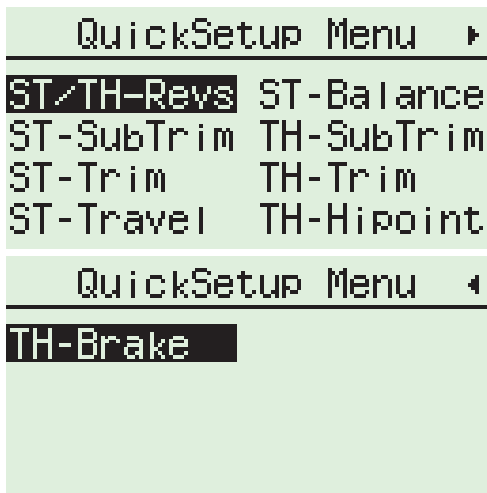 QuickSetup Menu
ST/TH-Revs ST-Balance
ST-SubTrim TH-SubTrim
ST-Trim TH-Trim
ST-Travel TH-Hipoint
QuickSetup Menu
TH-Brake